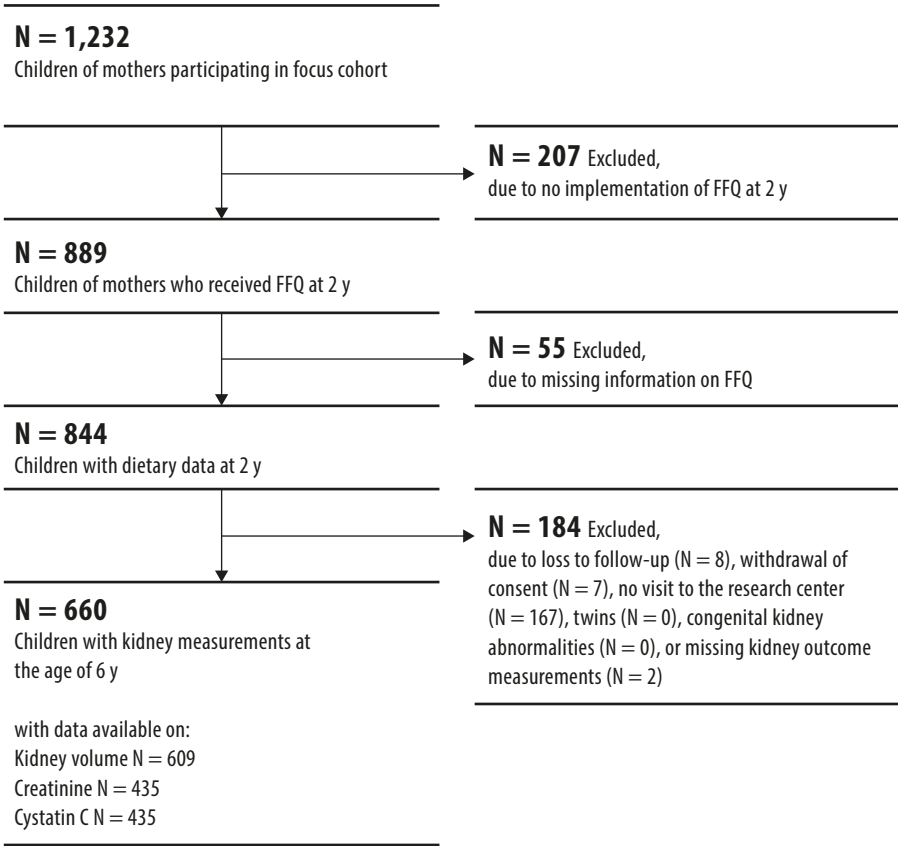 N = 1,232
Children of mothers participating in focus cohort
N = 207 Excluded,
due to no implementation of FFQ at 2 y
N = 889
Children of mothers who received FFQ at 2 y
N = 55 Excluded,
due to missing information on FFQ
N = 844
Children with dietary data at 2 y
N = 184 Excluded,
due to loss to follow-up (N = 8), withdrawal of
consent (N = 7), no visit to the research center
(N = 167), twins (N = 0), congenital kidney
abnormalities (N = 0), or missing kidney outcome
measurements (N = 2)
N = 660
Children with kidney measurements at
the age of 6 y
with data available on:
Kidney volume N = 609
Creatinine N = 435
Cystatin C N = 435